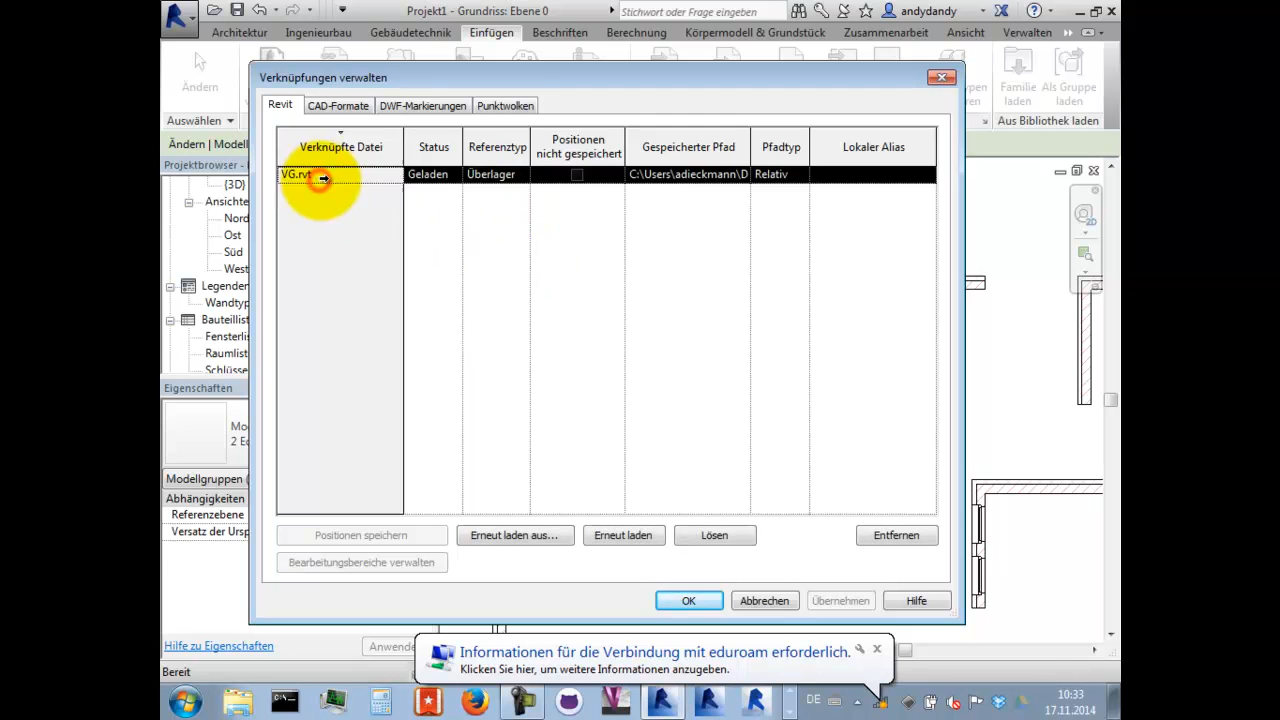 Projekt1 - Grundriss: Ebene 0
Stichwort oder Frage eingeben
andydandy
Architektur
Ingenieurbau
Gebäudetechnik
Einfügen
Beschriften
Berechnung
Körpermodell & Grundstück
Zusammenarbeit
Ansicht
Verwalten
Ändern
Auswählen
Familie laden
Als Gruppe laden
Aus Bibliothek laden
Ändern | Modell
Projektbrowser -
{3D}
Ansichte
Nord
Ost
Süd
West
Legenden
Wandtyp
Bauteillist
Fensterlis
Raumlist
Schlüsse
Eigenschaften
Mo
2 E
Modellgruppen (
Abhängigkeiten
Referenzebene
Versatz der Ursp
Hilfe zu Eigenschaften
Anwende
Bereit
Verknüpfungen verwalten
Revit
CAD-Formate
DWF-Markierungen
Punktwolken
Verknüpfte Datei
Status
Referenztyp
Positionen
nicht gespeichert
Gespeicherter Pfad
Pfadtyp
Lokaler Alias
VG.rvt
Geladen
Überlager
C:\Users\adieckmann\D
Relativ
Positionen speichern
Erneut laden aus...
Erneut laden
Lösen
Entfernen
Bearbeitungsbereiche verwalten
OK
Abbrechen
Übernehmen
Hilfe
2D
Informationen für die Verbindung mit eduroam erforderlich.
Klicken Sie hier, um weitere Informationen anzugeben.
DE
10:33
17.11.2014